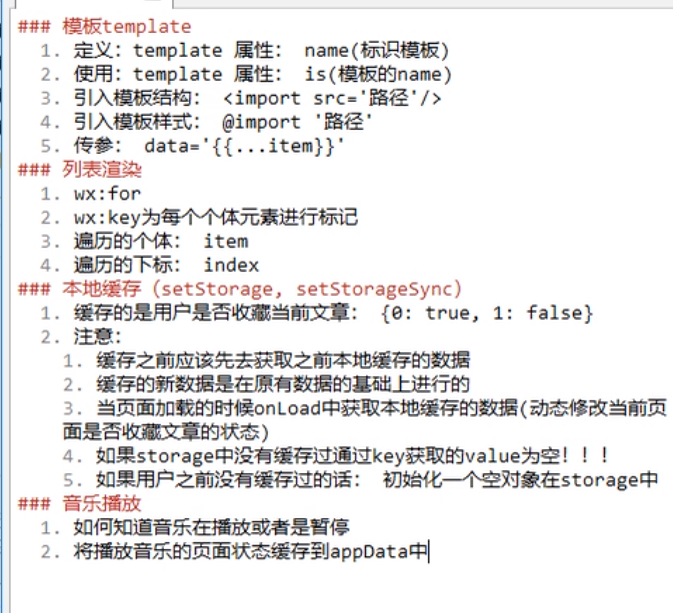 ### 模板template
1. 定义: template 属性: name(标识模板)
2. 使用: template 属性: is(模板的name)
3. 引入模板结构: <import src='路径'/>
4. 引入模板样式: @import '路径'
5. 传参: data='{{...item}}'
### 列表渲染
1. wx:for
2. wx:key为每个个体元素进行标记
3. 遍历的个体: item
4. 遍历的下标: index
### 本地缓存（setStorage, setStorageSync）
1. 缓存的是用户是否收藏当前文章: {0: true, 1: false}
2. 注意:
1. 缓存之前应该先去获取之前本地缓存的数据
2. 缓存的新数据是在原有数据的基础上进行的
3. 当页面加载的时候onLoad中获取本地缓存的数据(动态修改当前页
面是否收藏文章的状态)
4. 如果storage中没有缓存过通过key获取的value为空！！！
5. 如果用户之前没有缓存过的话: 初始化一个空对象在storage中
### 音乐播放
1. 如何知道音乐在播放或者是暂停
2. 将播放音乐的页面状态缓存到appData中